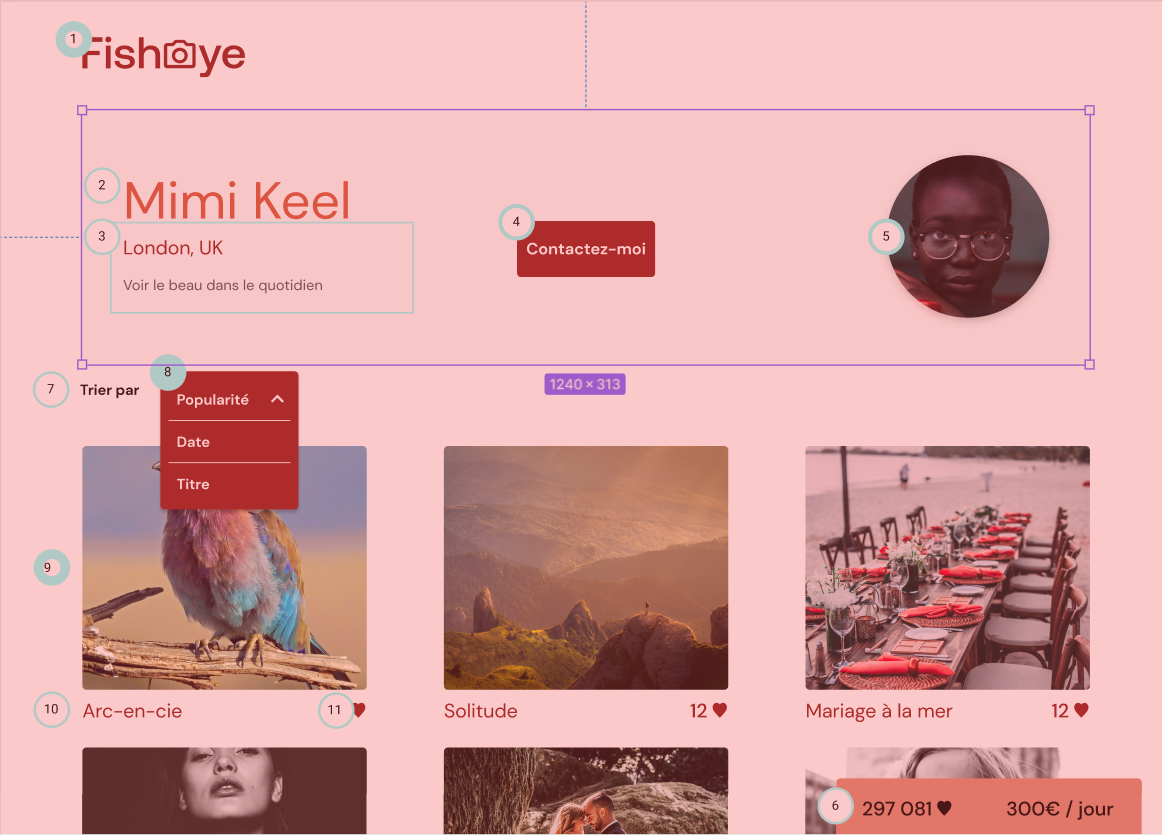 1
Fisheye
2
Mimi Keel
3
London, UK
Voir le beau dans le quotidien
4
Contactez-moi
5
1240 × 313
7
Trier par
8
Popularité
Date
Titre
9
10
Arc-en-cie
11
Solitude
12
Mariage à la mer
12
6
297 081
300€ / jour